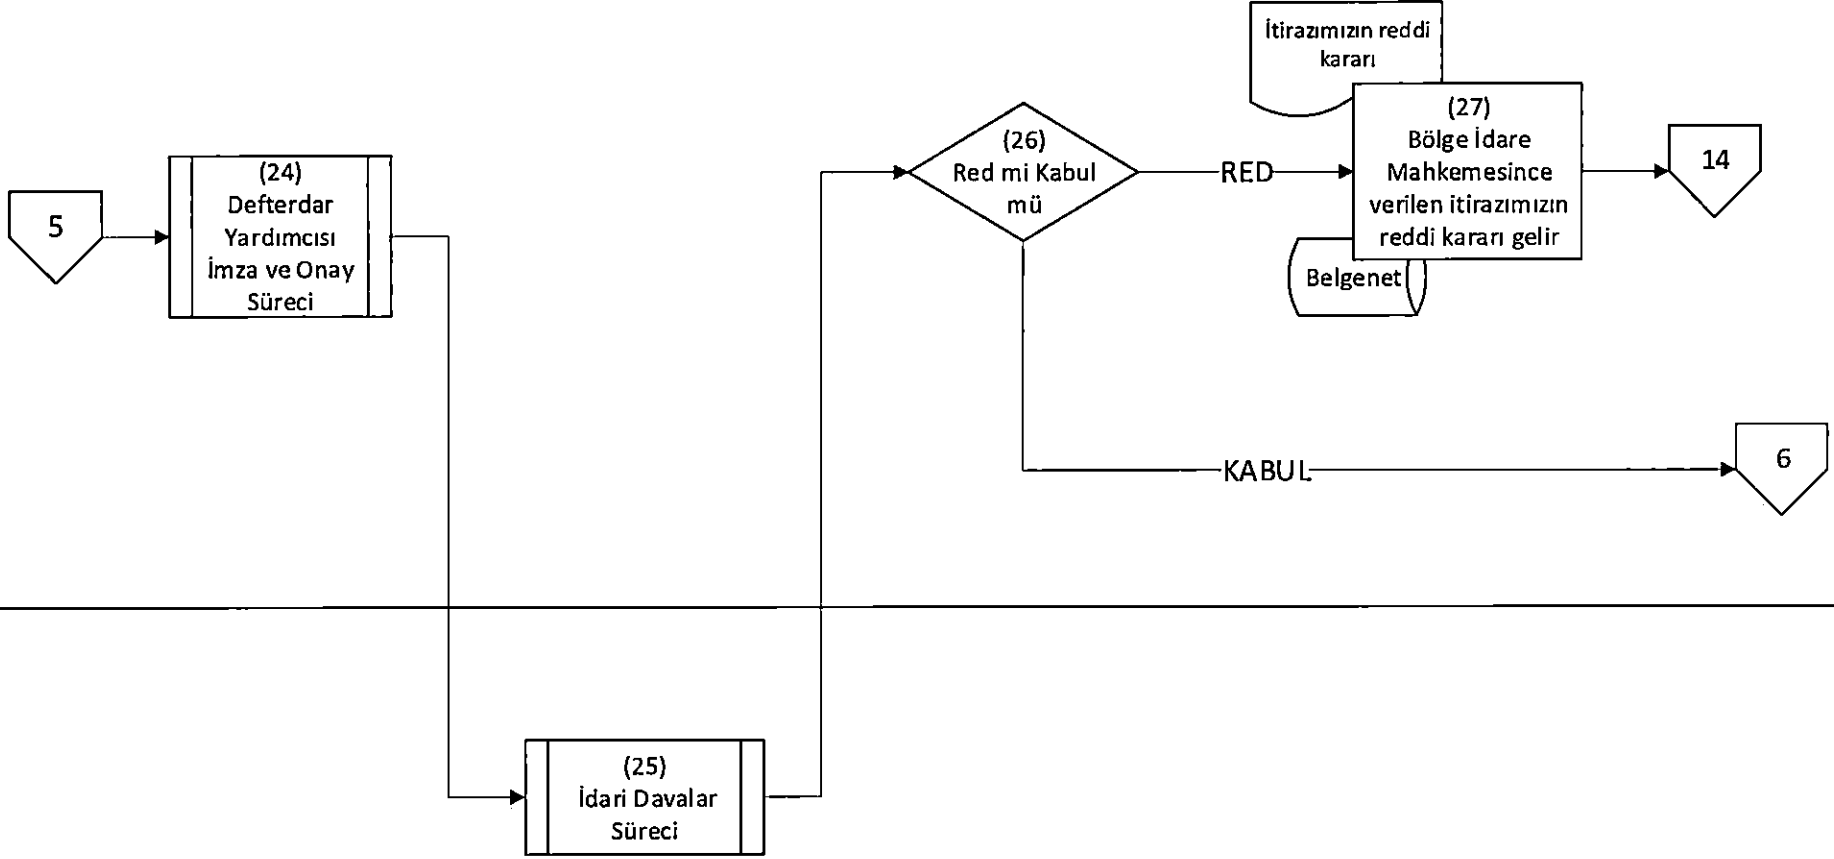 5
(24)
Defterdar
Yardımcısı
İmza ve Onay
Süreci
(25)
İdari Davalar
Süreci
(26)
Red mi Kabul
mü
RED
KABUL
İtirazımızın reddi
kararı
(27)
Bölge İdare
Mahkemesince
verilen itirazımızın
reddi kararı gelir
Belgenet
14
6